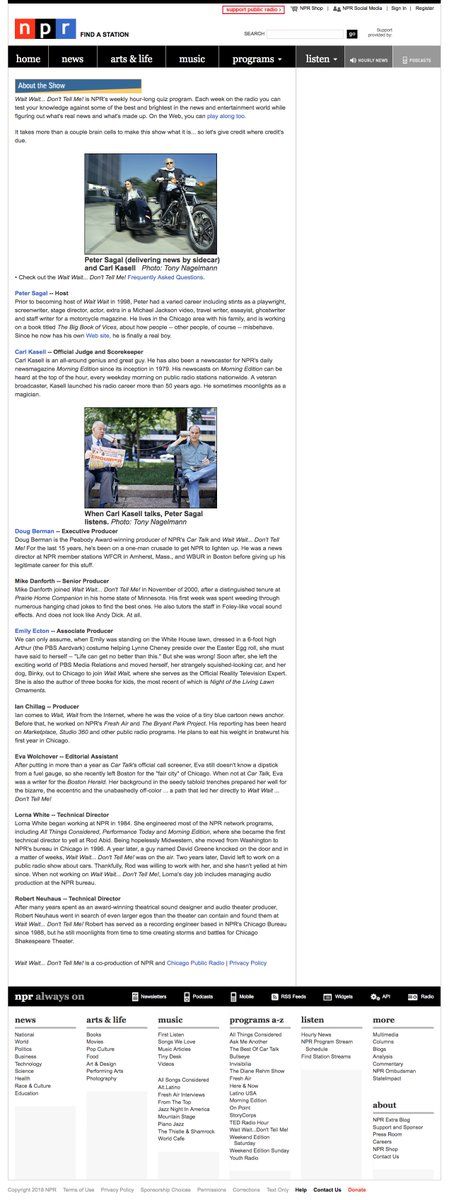 support public radio >
NPR Shop | NPR Social Media | Sign In | Register
npr
FIND A STATION
SEARCH
go
Support
provided by:
home news arts & life music programs listen HOURLY NEWS PODCASTS
About the Show
Wait Wait... Don't Tell Me! is NPR's weekly hour-long quiz program. Each week on the radio you can
test your knowledge against some of the best and brightest in the news and entertainment world while
figuring out what's real news and what's made up. On the Web, you can play along too.
It takes more than a couple brain cells to make this show what it is... so let's give credit where credit's
due.
Peter Sagal (delivering news by sidecar)
and Carl Kasell Photo: Tony Nagelmann
• Check out the Wait Wait... Don't Tell Me! Frequently Asked Questions.
Peter Sagal -- Host
Prior to becoming host of Wait Wait in 1998, Peter had a varied career including stints as a playwright,
screenwriter, stage director, actor, extra in a Michael Jackson video, travel writer, essayist, ghostwriter
and staff writer for a motorcycle magazine. He lives in the Chicago area with his family, and is working
on a book titled The Big Book of Vices, about how people -- other people, of course -- misbehave.
Since he now has his own Web site, he is finally a real boy.
Carl Kasell -- Official Judge and Scorekeeper
Carl Kasell is an all-around genius and great guy. He has also been a newscaster for NPR's daily
newsmagazine Morning Edition since its inception in 1979. His newscasts on Morning Edition can be
heard at the top of the hour, every weekday morning on public radio stations nationwide. A veteran
broadcaster, Kasell launched his radio career more than 50 years ago. He sometimes moonlights as a
magician.
When Carl Kasell talks, Peter Sagal
listens. Photo: Tony Nagelmann
Doug Berman -- Executive Producer
Doug Berman is the Peabody Award-winning producer of NPR's Car Talk and Wait Wait... Don't Tell
Me! For the last 15 years, he's been on a one-man crusade to get NPR to lighten up. He was a news
director at NPR member stations WFCR in Amherst, Mass., and WBUR in Boston before giving up his
legitimate career for this stuff.
Mike Danforth -- Senior Producer
Mike Danforth joined Wait Wait... Don't Tell Me! in November of 2000, after a distinguished tenure at
Prairie Home Companion in his home state of Minnesota. His first week was spent weeding through
numerous hanging chad jokes to find the best ones. He also tutors the staff in Foley-like vocal sound
effects. And does not look like Andy Dick. At all.
Emily Ecton -- Associate Producer
We can only assume, when Emily was standing on the White House lawn, dressed in a 6-foot high
Arthur (the PBS Aardvark) costume helping Lynne Cheney preside over the Easter Egg roll, she must
have said to herself -- "Life can get no better than this." But she was wrong! Soon after, she left the
exciting world of PBS Media Relations and moved herself, her strangely squished-looking car, and her
dog, Binky, out to Chicago to join Wait Wait, where she serves as the Official Reality Television Expert.
She is also the author of three books for kids, the most recent of which is Night of the Living Lawn
Ornaments.
Ian Chillag -- Producer
Ian comes to Wait, Wait from the Internet, where he was the voice of a tiny blue cartoon news anchor.
Before that, he worked on NPR's Fresh Air and The Bryant Park Project. His reporting has been heard
on Marketplace, Studio 360 and other public radio programs. He plans to eat his weight in bratwurst his
first year in Chicago.
Eva Wolchover -- Editorial Assistant
After putting in more than a year as Car Talk's official call screener, Eva still doesn't know a dipstick
from a fuel gauge, so she recently left Boston for the "fair city" of Chicago. When not at Car Talk, Eva
was a writer for the Boston Herald. Her background in the seedy tabloid trenches prepared her well for
the bizarre, the eccentric and the unabashedly off-color ... a path that led her directly to Wait Wait ...
Don't Tell Me!
Lorna White -- Technical Director
Lorna White began working at NPR in 1984. She engineered most of the NPR network programs,
including All Things Considered, Performance Today and Morning Edition, where she became the first
technical director to yell at Rod Abid. Being hopelessly Midwestern, she moved from Washington to
NPR's bureau in Chicago in 1996. A year later, a guy named David Greene knocked on the door and in
a matter of weeks, Wait Wait... Don't Tell Me! was on the air. Two years later, David left to work on a
public radio show about cars. Thankfully, Rod was willing to work with her, and she hasn't yelled at him
since. When not working on Wait Wait... Don't Tell Me!, Lorna's day job includes managing audio
production at the NPR bureau.
Robert Neuhaus -- Technical Director
After many years spent as an award-winning theatrical sound designer and audio theater producer,
Robert Neuhaus went in search of even larger egos than the theater can contain and found them at
Wait Wait... Don't Tell Me! Robert has served as a recording engineer based in NPR's Chicago Bureau
since 1988, but he still moonlights from time to time creating storms and battles for Chicago
Shakespeare Theater.
Wait Wait... Don't Tell Me! is a co-production of NPR and Chicago Public Radio | Privacy Policy
npr always on Newsletters Podcasts Mobile RSS Feeds Widgets API Radio
news
National
World
Politics
Business
Technology
Science
Health
Race & Culture
Education
arts & life
Books
Movies
Pop Culture
Food
Art & Design
Performing Arts
Photography
music
First Listen
Songs We Love
Music Articles
Tiny Desk
Videos
All Songs Considered
Alt.Latino
Fresh Air Interviews
From The Top
Jazz Night In America
Mountain Stage
Piano Jazz
The Thistle & Shamrock
World Cafe
programs a-z
All Things Considered
Ask Me Another
The Best Of Car Talk
Bullseye
Invisibilia
The Diane Rehm Show
Fresh Air
Here & Now
Latino USA
Morning Edition
On Point
StoryCorps
TED Radio Hour
Wait Wait...Don't Tell Me!
Weekend Edition
Saturday
Weekend Edition Sunday
Youth Radio
listen
Hourly News
NPR Program Stream
Schedule
Find Station Streams
more
Multimedia
Columns
Blogs
Analysis
Commentary
NPR Ombudsman
StateImpact
about
NPR Extra Blog
Support and Sponsor
Press Room
Careers
NPR Shop
Contact Us
Copyright 2018 NPR Terms of Use Privacy Policy Sponsorship Choices Permissions Corrections Text Only Help Contact Us Donate